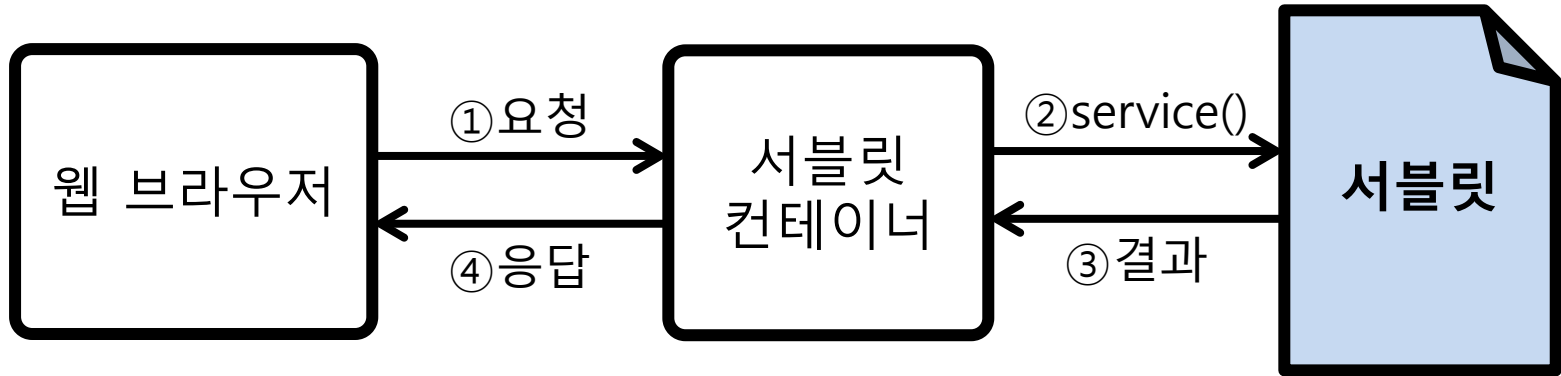 웹 브라우저
①요청
④응답
서블릿
컨테이너
②service()
③결과
서블릿